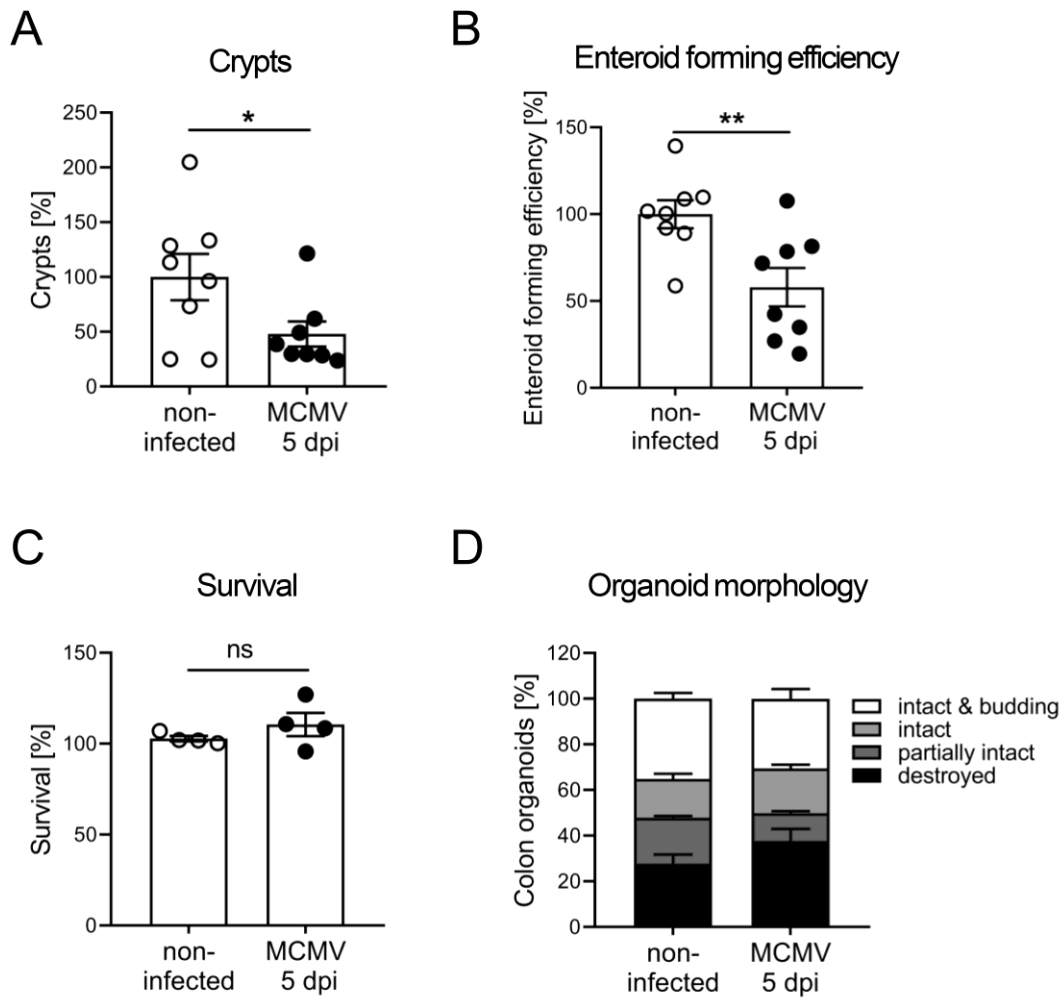 A
Crypts
Crypts [%]
250
200
150
100
50
0
*
non-
infected
MCMV
5 dpi
B
Enteroid forming efficiency
Enteroid forming efficiency [%]
150
100
50
0
**
non-
infected
MCMV
5 dpi
C
Survival
Survival [%]
150
100
50
0
ns
non-
infected
MCMV
5 dpi
D
Organoid morphology
Colon organoids [%]
120
100
80
60
40
20
0
non-
infected
MCMV
5 dpi
intact & budding
intact
partially intact
destroyed